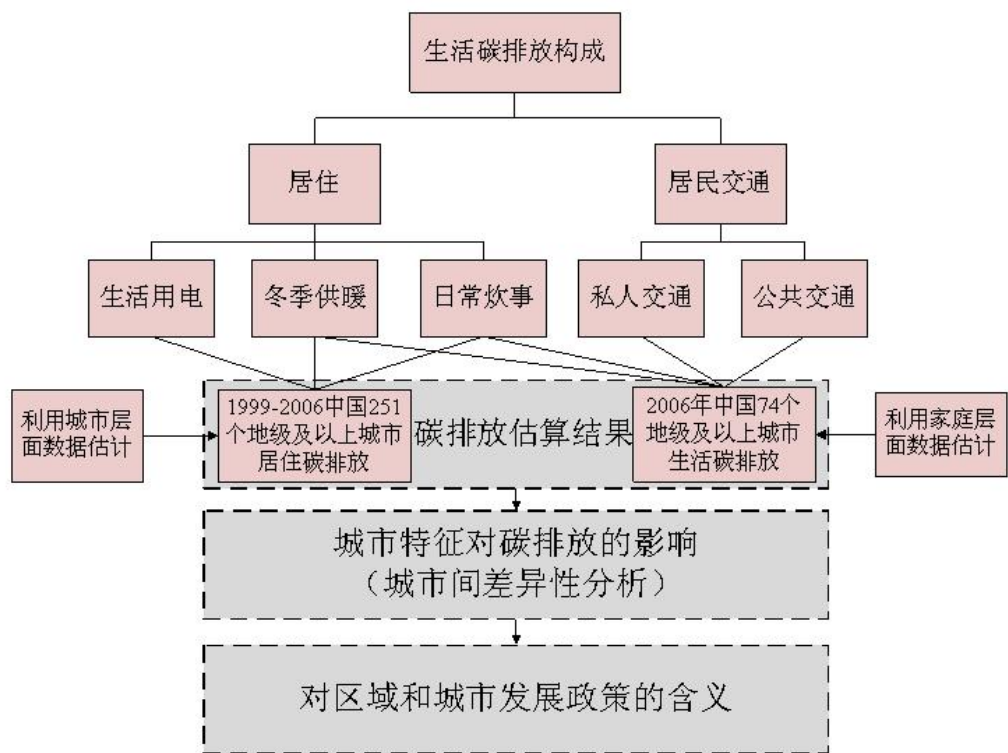 生活碳排放构成
居住
居民交通
生活用电
冬季供暖
日常炊事
私人交通
公共交通
利用城市层
面数据估计
1999-2006中国251
个地级及以上城市
居住碳排放
碳排放估算结果
2006年中国74个
地级及以上城市
生活碳排放
利用家庭层
面数据估计
城市特征对碳排放的影响
（城市间差异性分析）
对区域和城市发展政策的含义